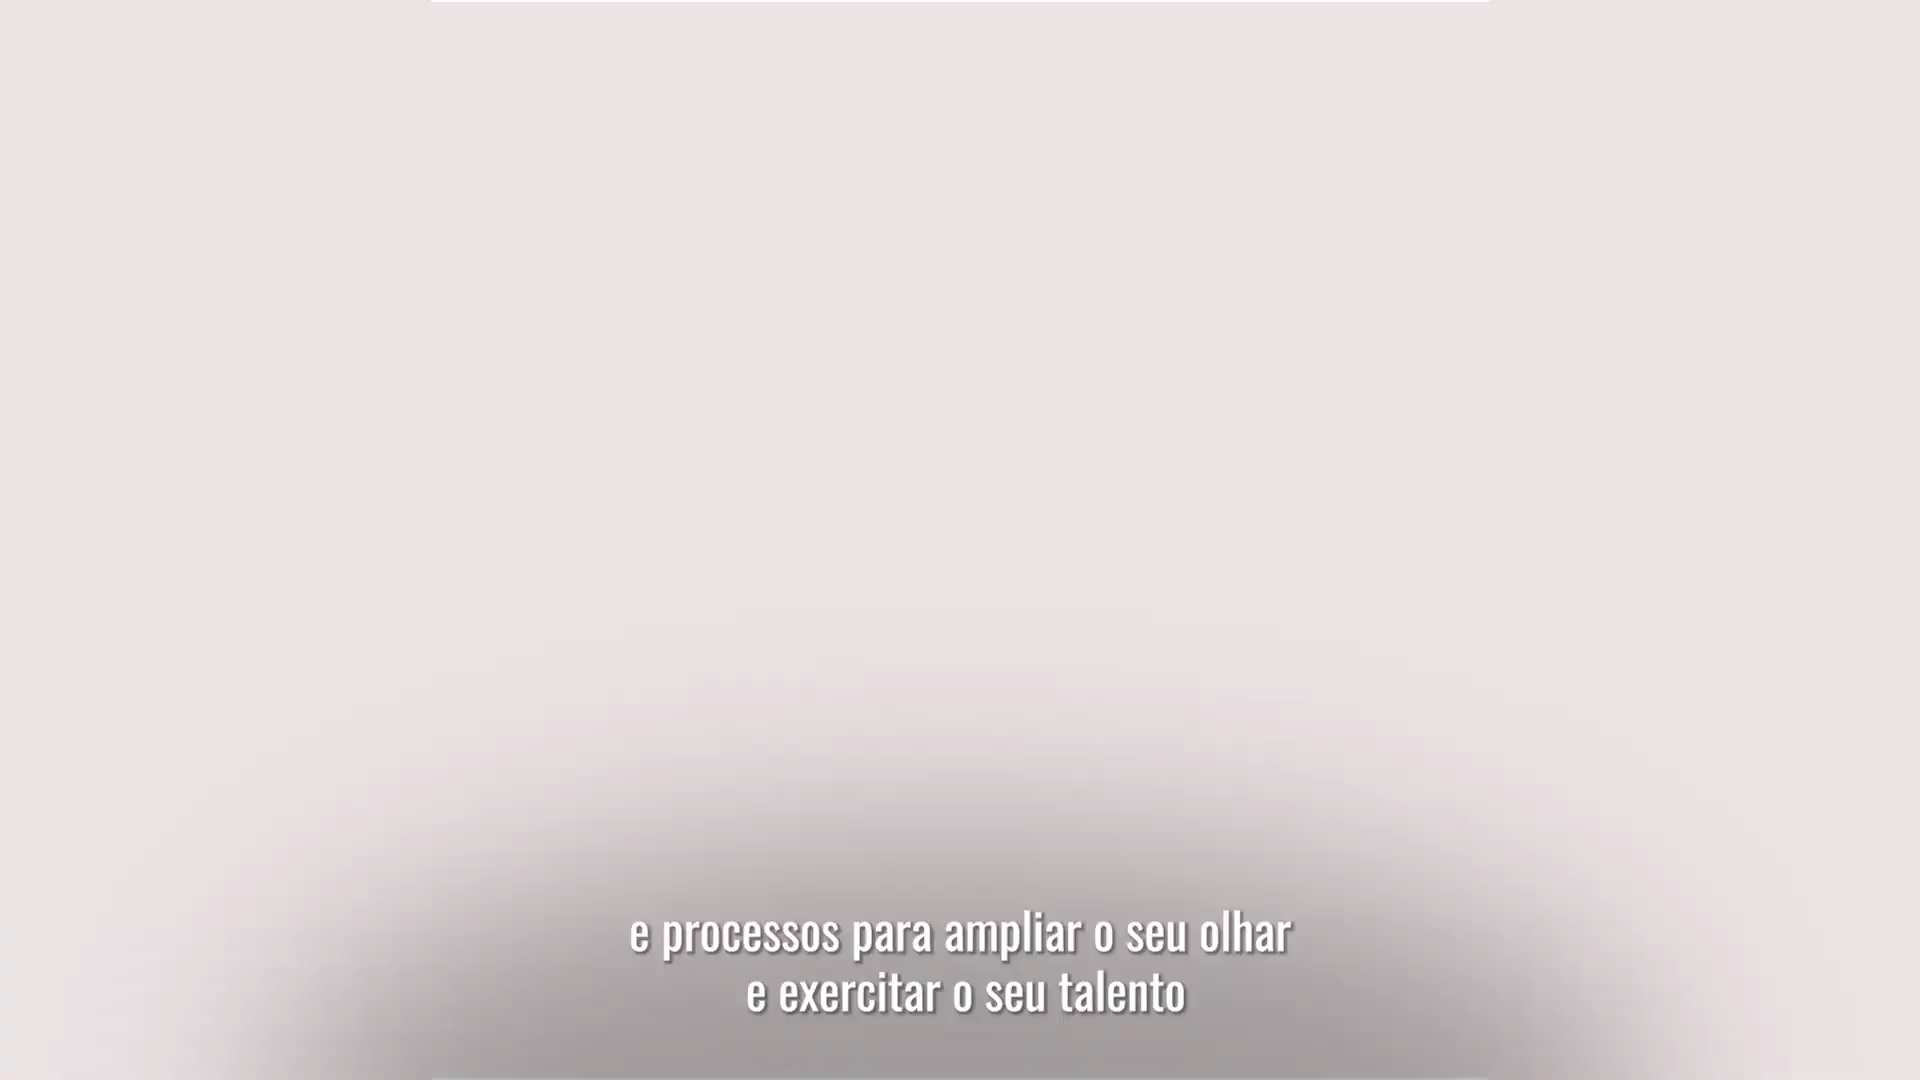 e processos para ampliar o seu olhar
e exercitar o seu talento